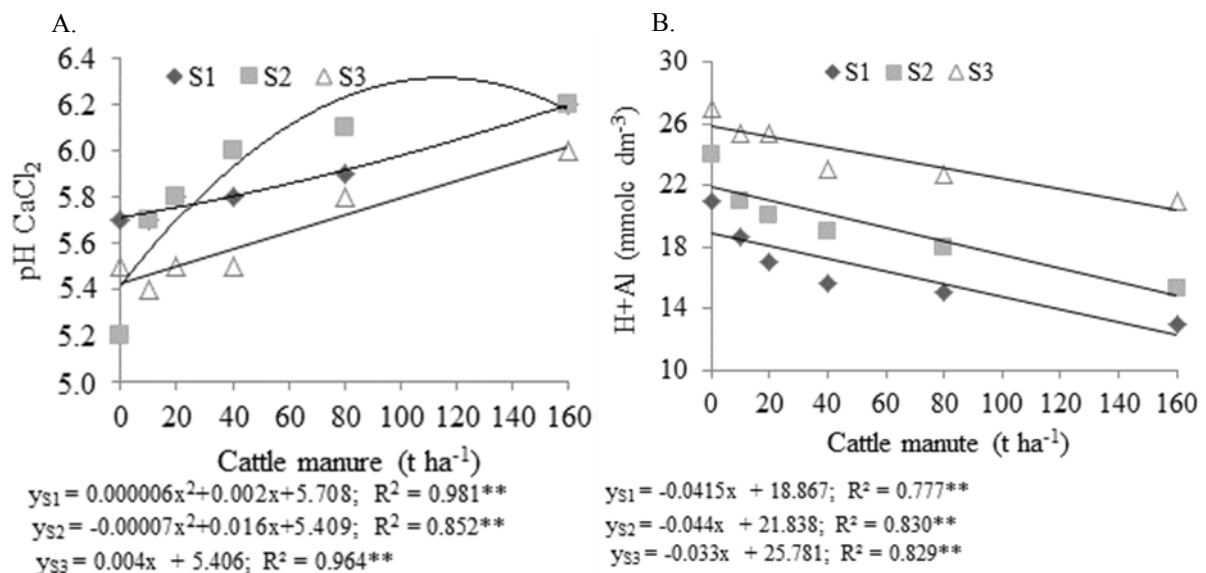 A.
S1 S2 S3
6.4
6.2
6.0
5.8
5.6
5.4
5.2
5.0
pH CaCl2
0 20 40 60 80 100 120 140 160
Cattle manure (t ha-1)
yS1 = 0.000006x2+0.002x+5.708; R2 = 0.981**
yS2 = -0.00007x2+0.016x+5.409; R2 = 0.852**
yS3 = 0.004x + 5.406; R2 = 0.964**
B.
S1 S2 S3
30
26
22
18
14
10
H+Al (mmolc dm-3)
0 20 40 60 80 100 120 140 160
Cattle manute (t ha-1)
yS1= -0.0415x + 18.867; R² = 0.777**
yS2= -0.044x + 21.838; R² = 0.830**
yS3= -0.033x + 25.781; R² = 0.829**